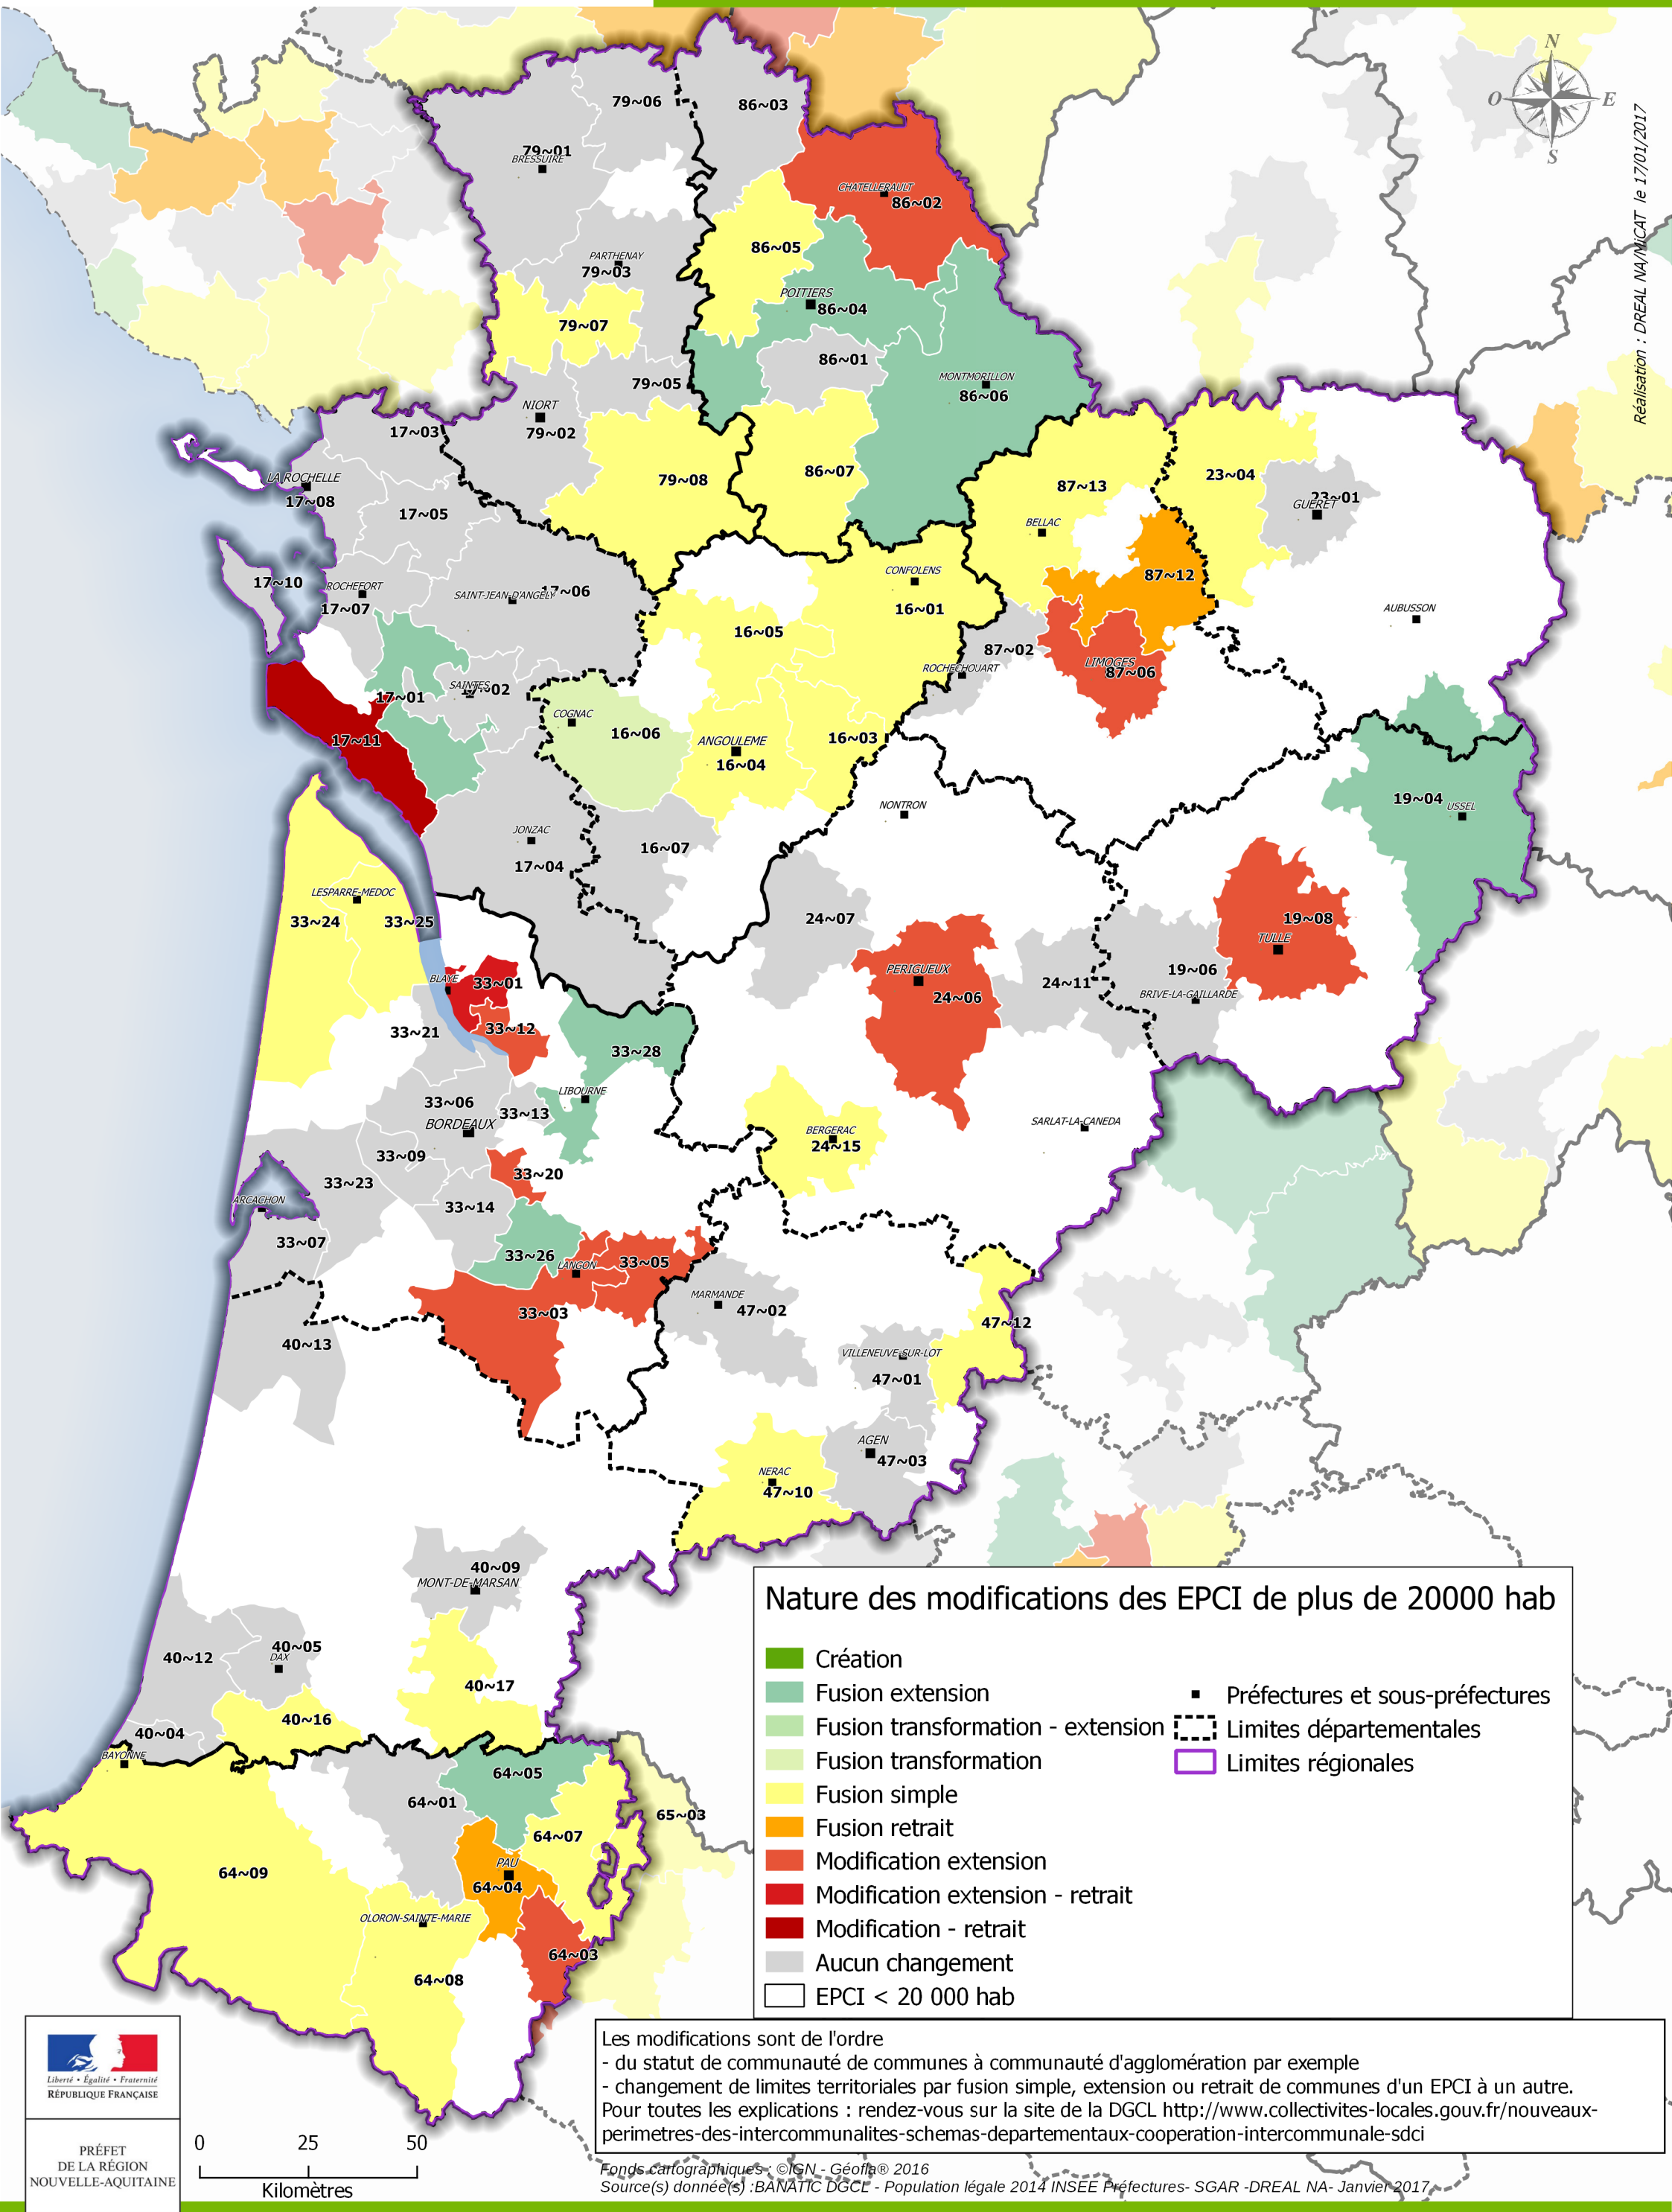 N
O
E
S
Réalisation : DREAL NA/MiCAT le 17/01/2017
79~06
86~03
79~01
BRESSUIRE
CHATELLERAULT
86~02
86~05
PARTHENAY
79~03
POITIERS
86~04
79~07
86~01
79~05
MONTMORILLON
86~06
NIORT
79~02
17~03
86~07
79~08
87~13
23~04
23~01
GUERET
LA ROCHELLE
17~08
17~05
BELLAC
CONFOLENS
87~12
17~10
ROCHEFORT
17~07
SAINT-JEAN-D'ANGELY
17~06
16~01
AUBUSSON
16~05
87~02
ROCHECHOUART
LIMOGES
87~06
SAINTES
17~02
17~01
COGNAC
16~06
17~11
ANGOULEME
16~04
16~03
NONTRON
19~04
USSEL
JONZAC
17~04
16~07
LESPARRE-MEDOC
33~24
33~25
24~07
19~08
TULLE
PERIGUEUX
24~06
24~11
19~06
BRIVE-LA-GAILLARDE
BLAYE
33~01
33~21
33~12
33~28
LIBOURNE
33~06
33~13
BORDEAUX
SARLAT-LA-CANEDA
BERGERAC
24~15
33~09
33~20
33~23
ARCACHON
33~14
33~07
33~26
LANGON
33~05
MARMANDE
47~02
33~03
47~12
40~13
VILLENEUVE-SUR-LOT
47~01
AGEN
47~03
NERAC
47~10
40~09
MONT-DE-MARSAN
40~05
DAX
40~12
40~17
40~16
40~04
BAYONNE
64~05
64~01
65~03
64~07
PAU
64~04
64~09
OLORON-SAINTE-MARIE
64~03
64~08
Nature des modifications des EPCI de plus de 20000 hab
Création
Fusion extension
Fusion transformation - extension
Fusion transformation
Fusion simple
Fusion retrait
Modification extension
Modification extension - retrait
Modification - retrait
Aucun changement
EPCI < 20 000 hab
Préfectures et sous-préfectures
Limites départementales
Limites régionales
Les modifications sont de l'ordre
- du statut de communauté de communes à communauté d'agglomération par exemple
- changement de limites territoriales par fusion simple, extension ou retrait de communes d'un EPCI à un autre.
Pour toutes les explications : rendez-vous sur la site de la DGCL http://www.collectivites-locales.gouv.fr/nouveaux-
perimetres-des-intercommunalites-schemas-departementaux-cooperation-intercommunale-sdci
Fonds cartographiques : ©IGN - Géofla® 2016
Source(s) donnée(s) :BANATIC DGCL - Population légale 2014 INSEE Préfectures- SGAR -DREAL NA- Janvier 2017
Liberté • Égalité • Fraternité
RÉPUBLIQUE FRANÇAISE
PRÉFET
DE LA RÉGION
NOUVELLE-AQUITAINE
0 25 50
Kilomètres